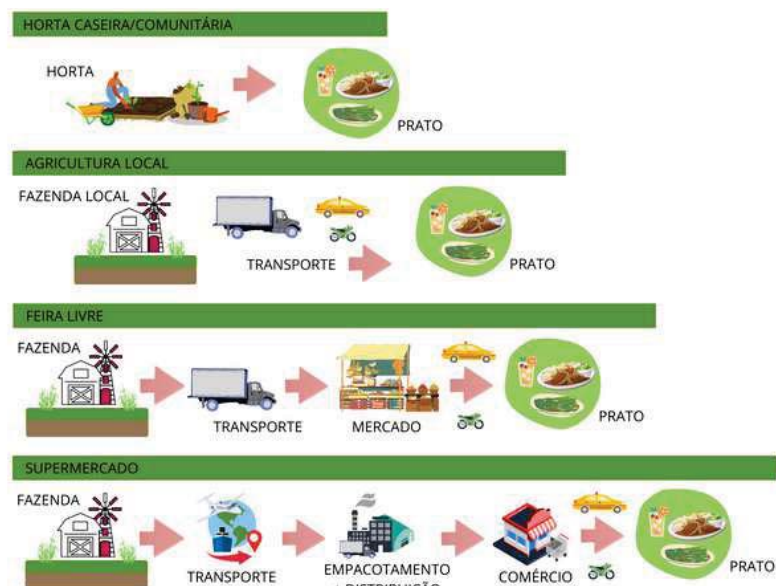 HORTA CASEIRA/COMUNITÁRIA
HORTA
PRATO
AGRICULTURA LOCAL
FAZENDA LOCAL
TRANSPORTE
PRATO
FEIRA LIVRE
FAZENDA
TRANSPORTE
MERCADO
PRATO
SUPERMERCADO
FAZENDA
TRANSPORTE
EMPACOTAMENTO
COMÉRCIO
PRATO